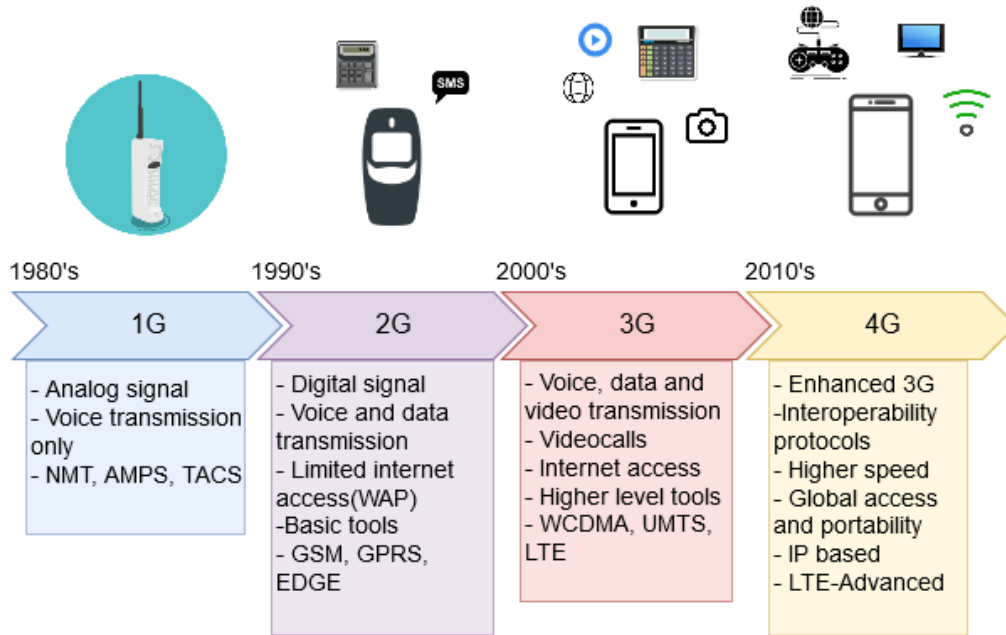 SMS
1980's
1990's
2000's
2010's
1G
2G
3G
4G
- Analog signal
- Voice transmission
only
- NMT, AMPS, TACS
- Digital signal
- Voice and data
transmission
- Limited internet
access(WAP)
-Basic tools
- GSM, GPRS,
EDGE
- Voice, data and
video transmission
- Videocalls
- Internet access
- Higher level tools
- WCDMA, UMTS,
LTE
- Enhanced 3G
-Interoperability
protocols
- Higher speed
- Global access
and portability
- IP based
- LTE-Advanced